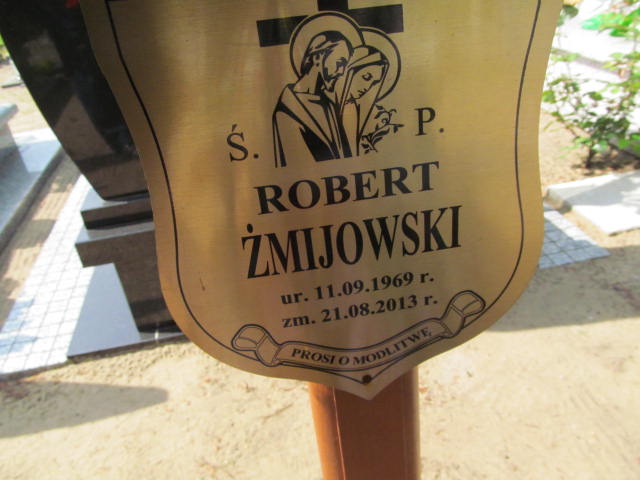 Ś. P.
ROBERT
ŻMIJOWSKI
ur. 11.09.1969 r.
zm. 21.08.2013 r.
PROSI O MODLITWĘ